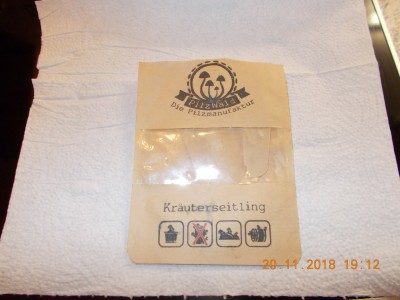 PilzWald
Die Pilzmanufaktur
Kräuterseitling
20.11.2018 19:12